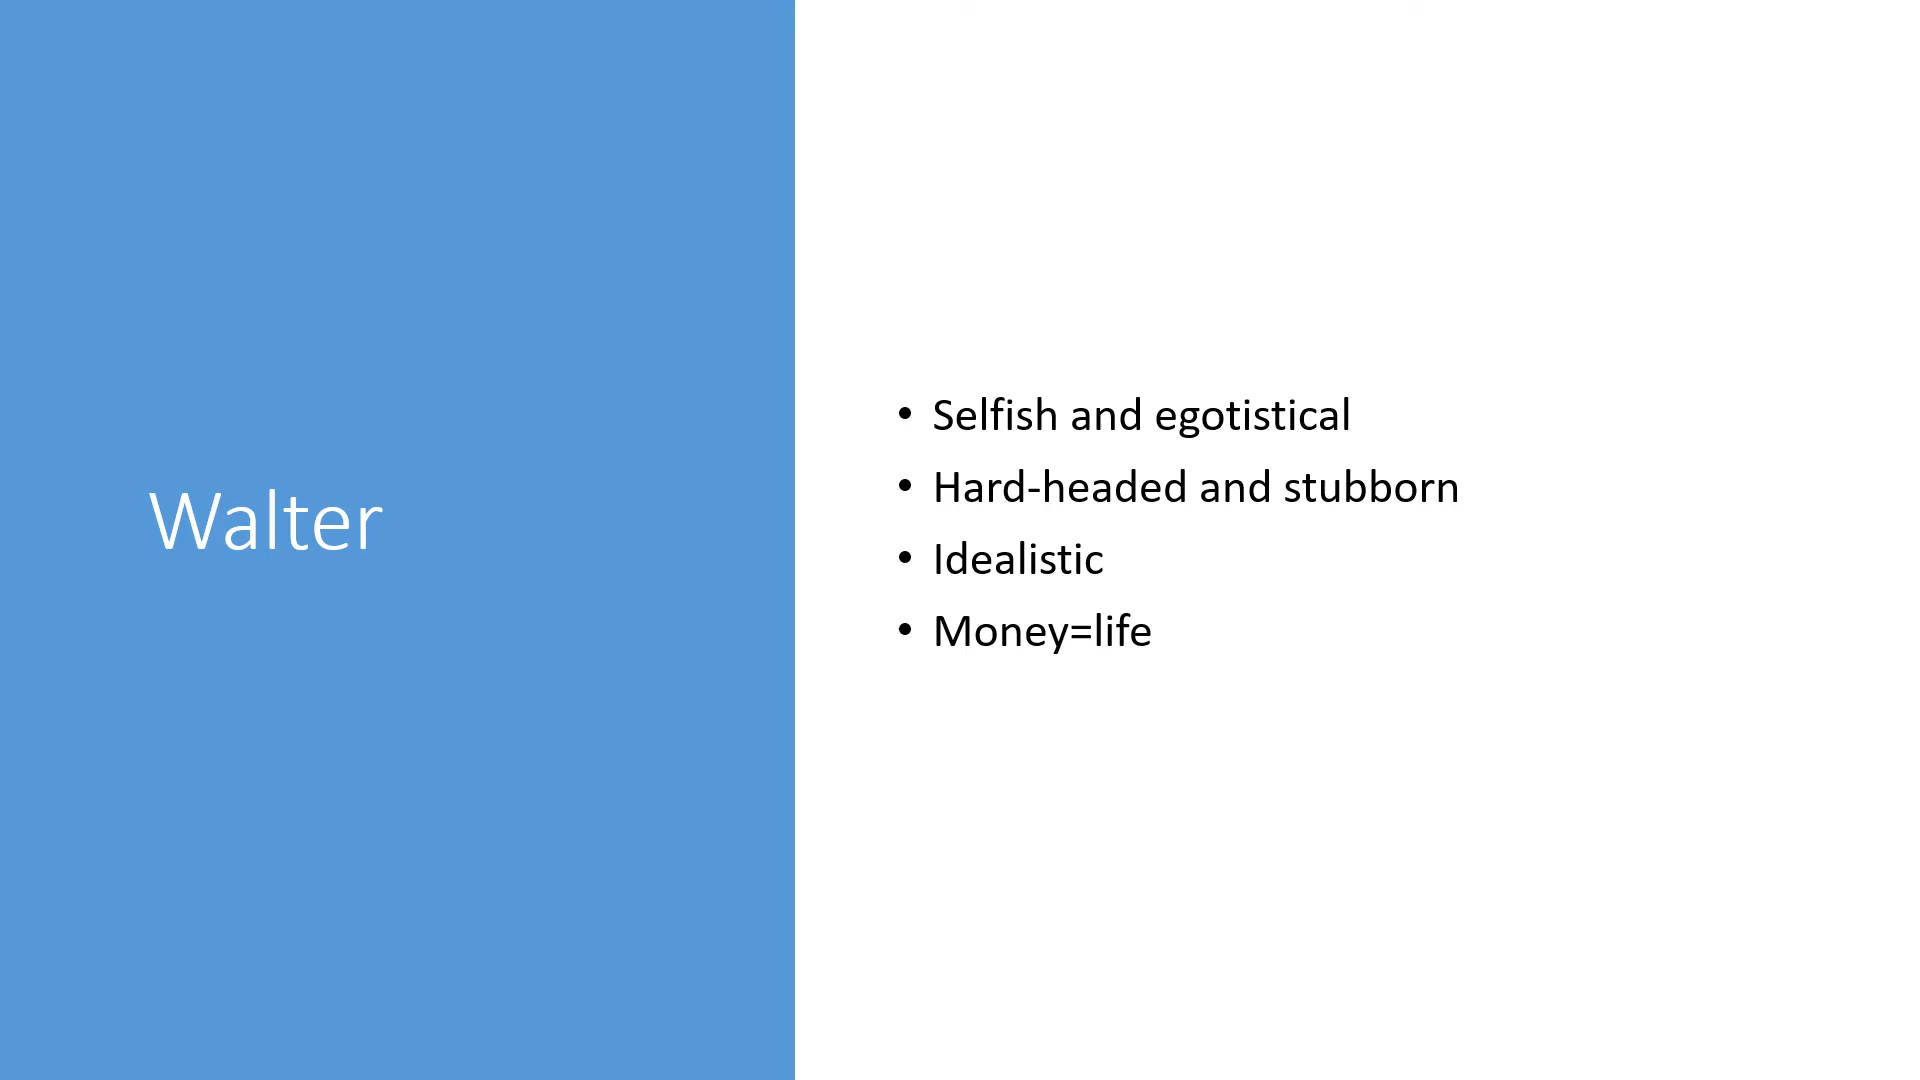 Walter
• Selfish and egotistical
• Hard-headed and stubborn
• Idealistic
• Money=life